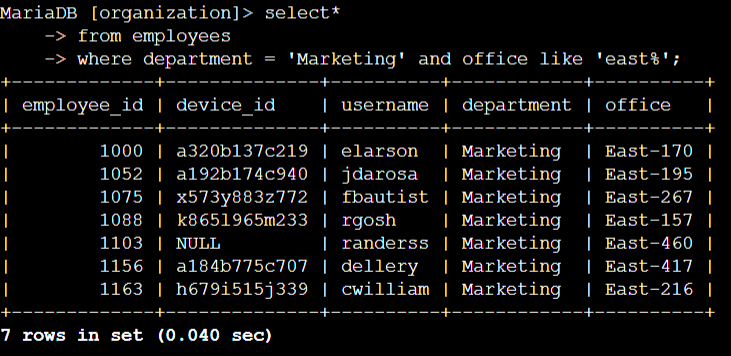 MariaDB [organization]> select*
    -> from employees
    -> where department = 'Marketing' and office like 'east%';
+-------------+--------------+----------+------------+----------+
| employee_id | device_id    | username | department | office   |
+-------------+--------------+----------+------------+----------+
|        1000 | a320b137c219 | elarson  | Marketing  | East-170 |
|        1052 | a192b174c940 | jdarosa  | Marketing  | East-195 |
|        1075 | x573y883z772 | fbautist | Marketing  | East-267 |
|        1088 | k865l965m233 | rgosh    | Marketing  | East-157 |
|        1103 | NULL         | randerss | Marketing  | East-460 |
|        1156 | a184b775c707 | dellery  | Marketing  | East-417 |
|        1163 | h679i515j339 | cwilliam | Marketing  | East-216 |
+-------------+--------------+----------+------------+----------+
7 rows in set (0.040 sec)